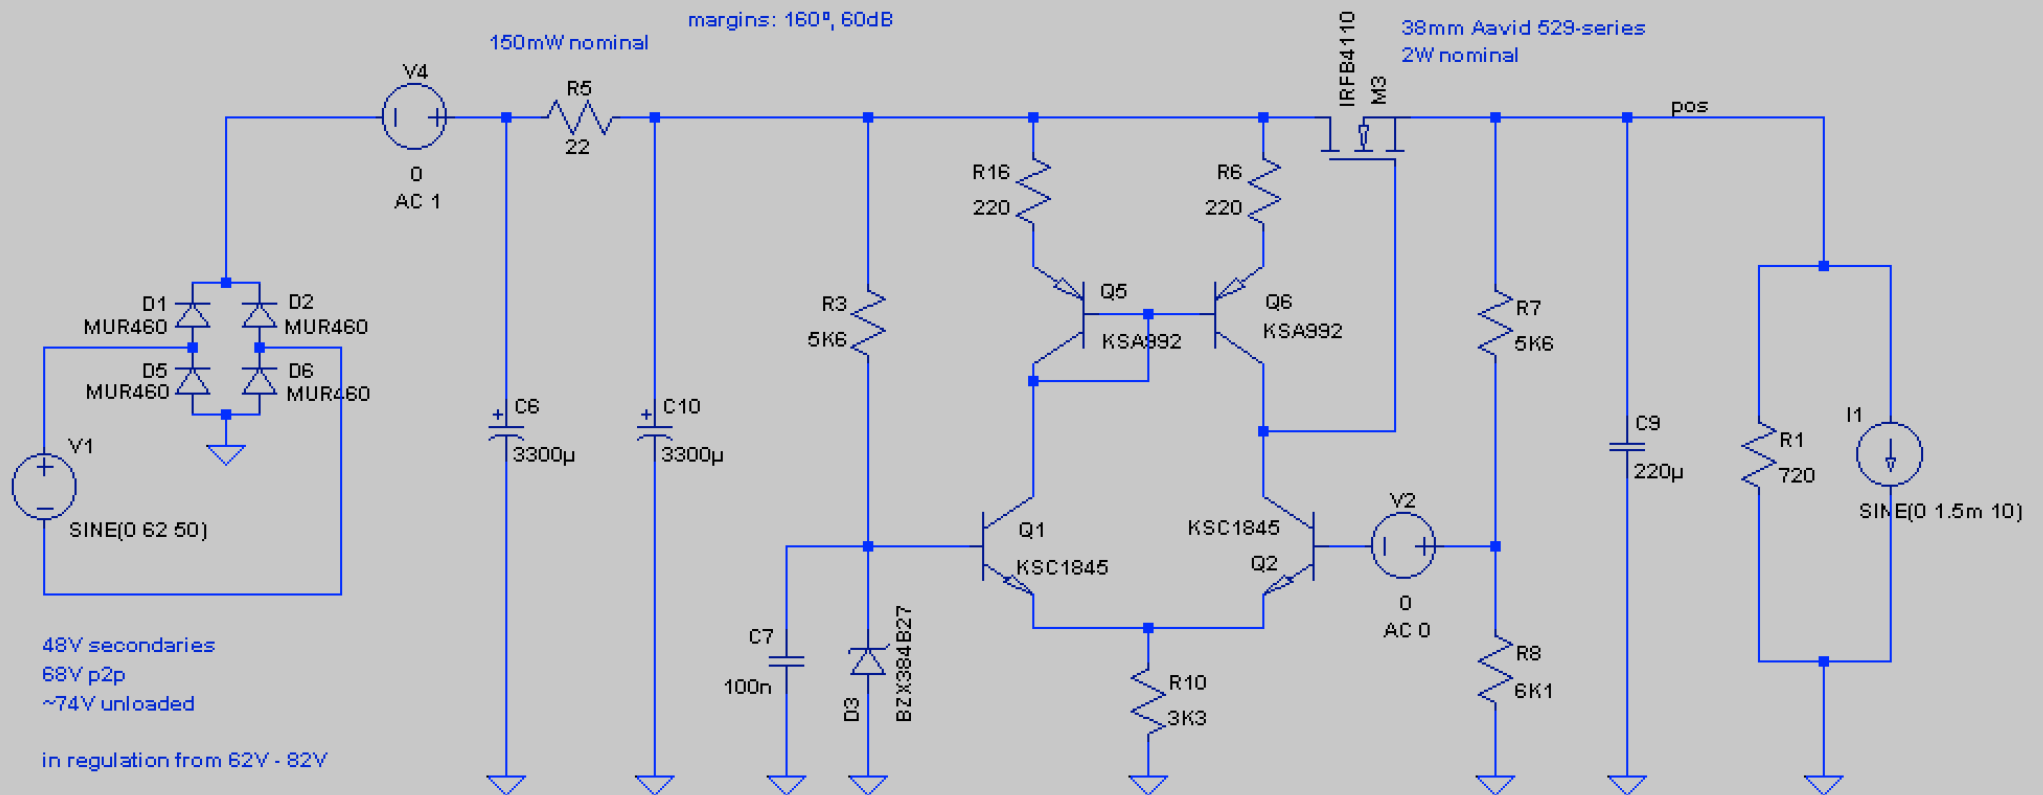 margins: 160º, 60dB
150mW nominal
38mm Aavid 529-series
2W nominal
V4
0
AC 1
R5
22
IRFB4110
M3
pos
R16
220
R6
220
D1
MUR460
D2
MUR460
D5
MUR460
D6
MUR460
R3
5K6
Q5
KSA992
Q6
KSA992
R7
5K6
V1
SINE(0 62 50)
C6
3300µ
C10
3300µ
C9
220µ
R1
720
I1
SINE(0 1.5m 10)
Q1
KSC1845
KSC1845
Q2
V2
0
AC 0
C7
100n
D3
BZX384B27
R10
3K3
R8
6K1
48V secondaries
68V p2p
~74V unloaded
in regulation from 62V - 82V